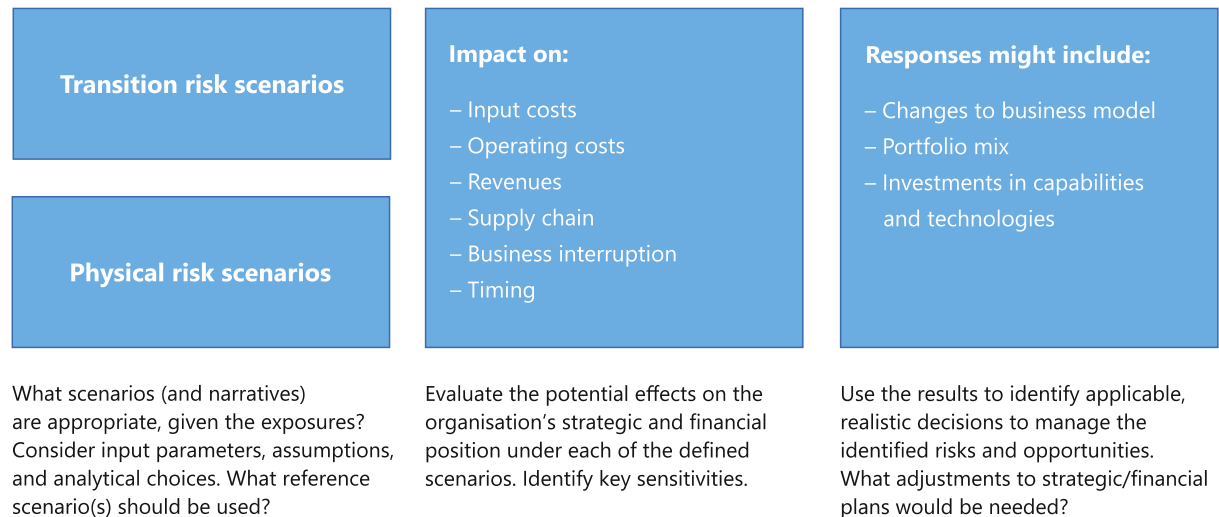 Transition risk scenarios
Physical risk scenarios
What scenarios (and narratives)
are appropriate, given the exposures?
Consider input parameters, assumptions,
and analytical choices. What reference
scenario(s) should be used?
Impact on:
– Input costs
– Operating costs
– Revenues
– Supply chain
– Business interruption
– Timing
Evaluate the potential effects on the
organisation’s strategic and financial
position under each of the defined
scenarios. Identify key sensitivities.
Responses might include:
– Changes to business model
– Portfolio mix
– Investments in capabilities
and technologies
Use the results to identify applicable,
realistic decisions to manage the
identified risks and opportunities.
What adjustments to strategic/financial
plans would be needed?